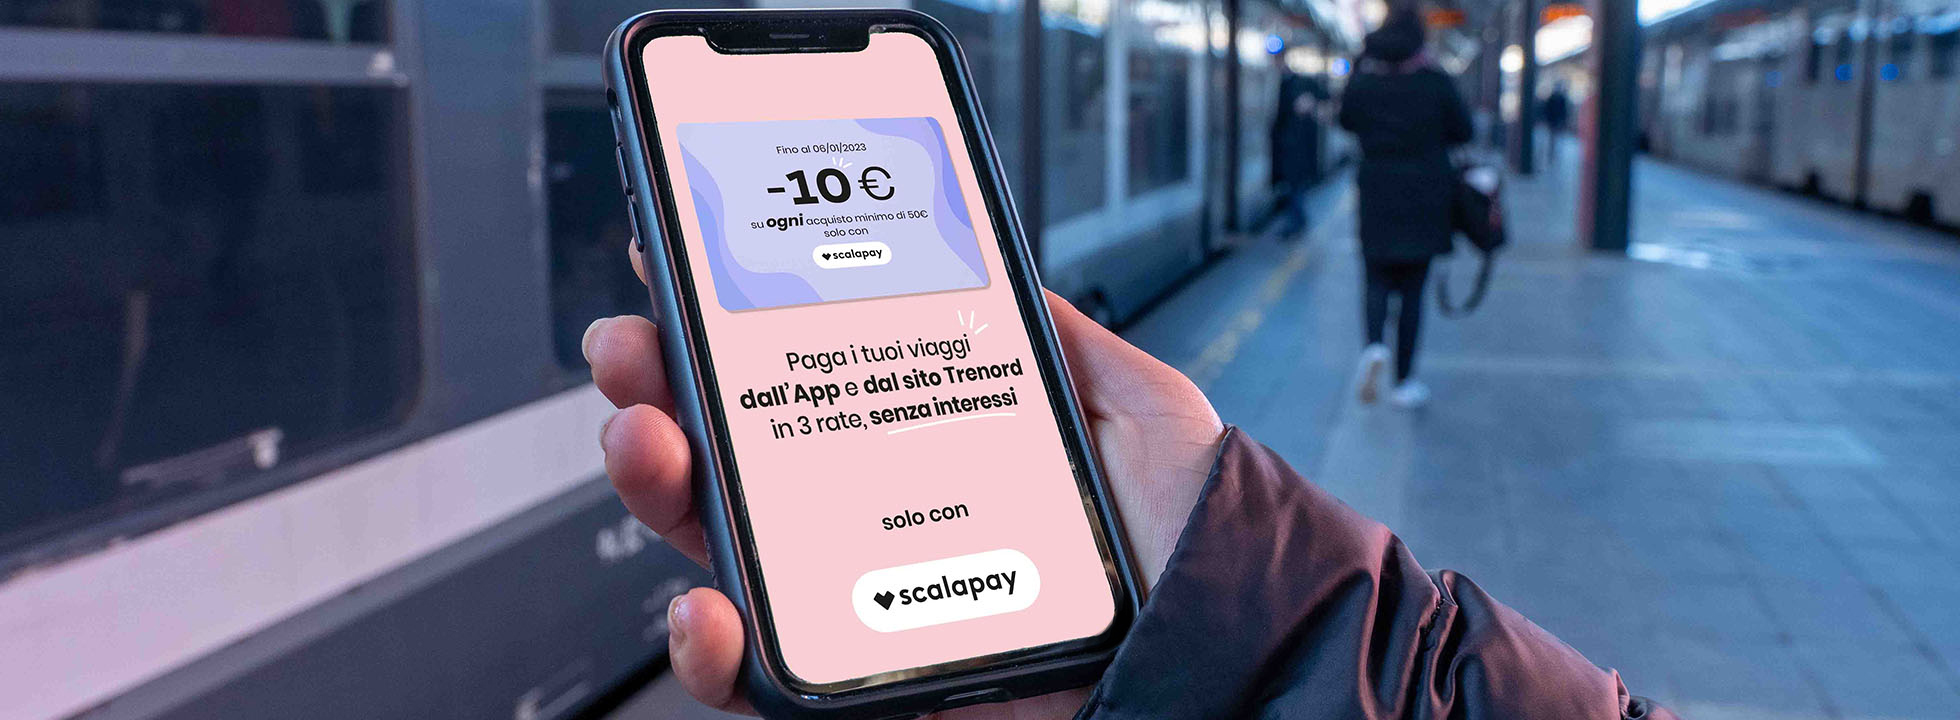 Fino al 06/01/2023
-10 €
su ogni acquisto minimo di 50€
solo con
scalapay
Paga i tuoi viaggi
dall'App e dal sito Trenord
in 3 rate, senza interessi
solo con
scalapay